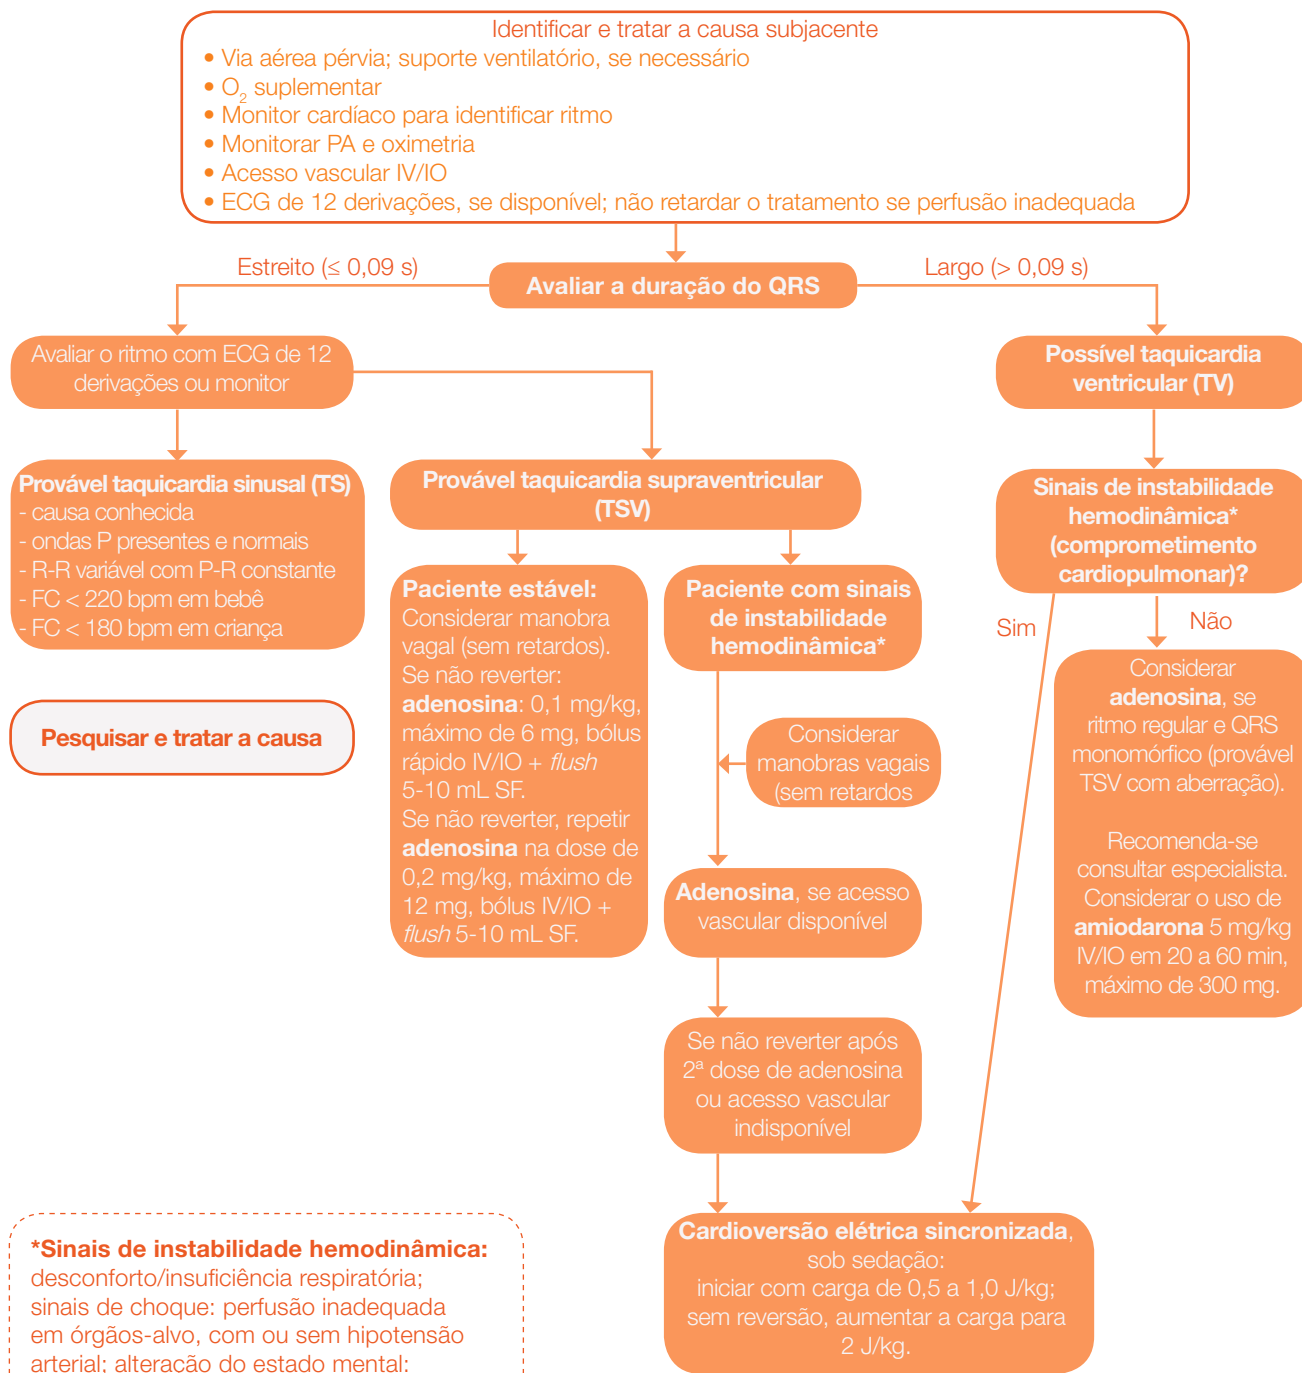 Identificar e tratar a causa subjacente
• Via aérea pérvia; suporte ventilatório, se necessário
• O₂ suplementar
• Monitor cardíaco para identificar ritmo
• Monitorar PA e oximetria
• Acesso vascular IV/IO
• ECG de 12 derivações, se disponível; não retardar o tratamento se perfusão inadequada
Estreito (≤ 0,09 s)
Avaliar a duração do QRS
Largo (> 0,09 s)
Avaliar o ritmo com ECG de 12
derivações ou monitor
Provável taquicardia sinusal (TS)
- causa conhecida
- ondas P presentes e normais
- R-R variável com P-R constante
- FC < 220 bpm em bebê
- FC < 180 bpm em criança
Pesquisar e tratar a causa
Provável taquicardia supraventricular
(TSV)
Paciente estável:
Considerar manobra
vagal (sem retardos).
Se não reverter:
adenosina: 0,1 mg/kg,
máximo de 6 mg, bólus
rápido IV/IO + flush
5-10 mL SF.
Se não reverter, repetir
adenosina na dose de
0,2 mg/kg, máximo de
12 mg, bólus IV/IO +
flush 5-10 mL SF.
Paciente com sinais
de instabilidade
hemodinâmica*
Considerar
manobras vagais
(sem retardos
Adenosina, se acesso
vascular disponível
Se não reverter após
2ª dose de adenosina
ou acesso vascular
indisponível
Cardioversão elétrica sincronizada,
sob sedação:
iniciar com carga de 0,5 a 1,0 J/kg;
sem reversão, aumentar a carga para
2 J/kg.
Possível taquicardia
ventricular (TV)
Sinais de instabilidade
hemodinâmica*
(comprometimento
cardiopulmonar)?
Sim
Não
Considerar
adenosina, se
ritmo regular e QRS
monomórfico (provável
TSV com aberração).
Recomenda-se
consultar especialista.
Considerar o uso de
amiodarona 5 mg/kg
IV/IO em 20 a 60 min,
máximo de 300 mg.
*Sinais de instabilidade hemodinâmica:
desconforto/insuficiência respiratória;
sinais de choque: perfusão inadequada
em órgãos-alvo, com ou sem hipotensão
arterial; alteração do estado mental: